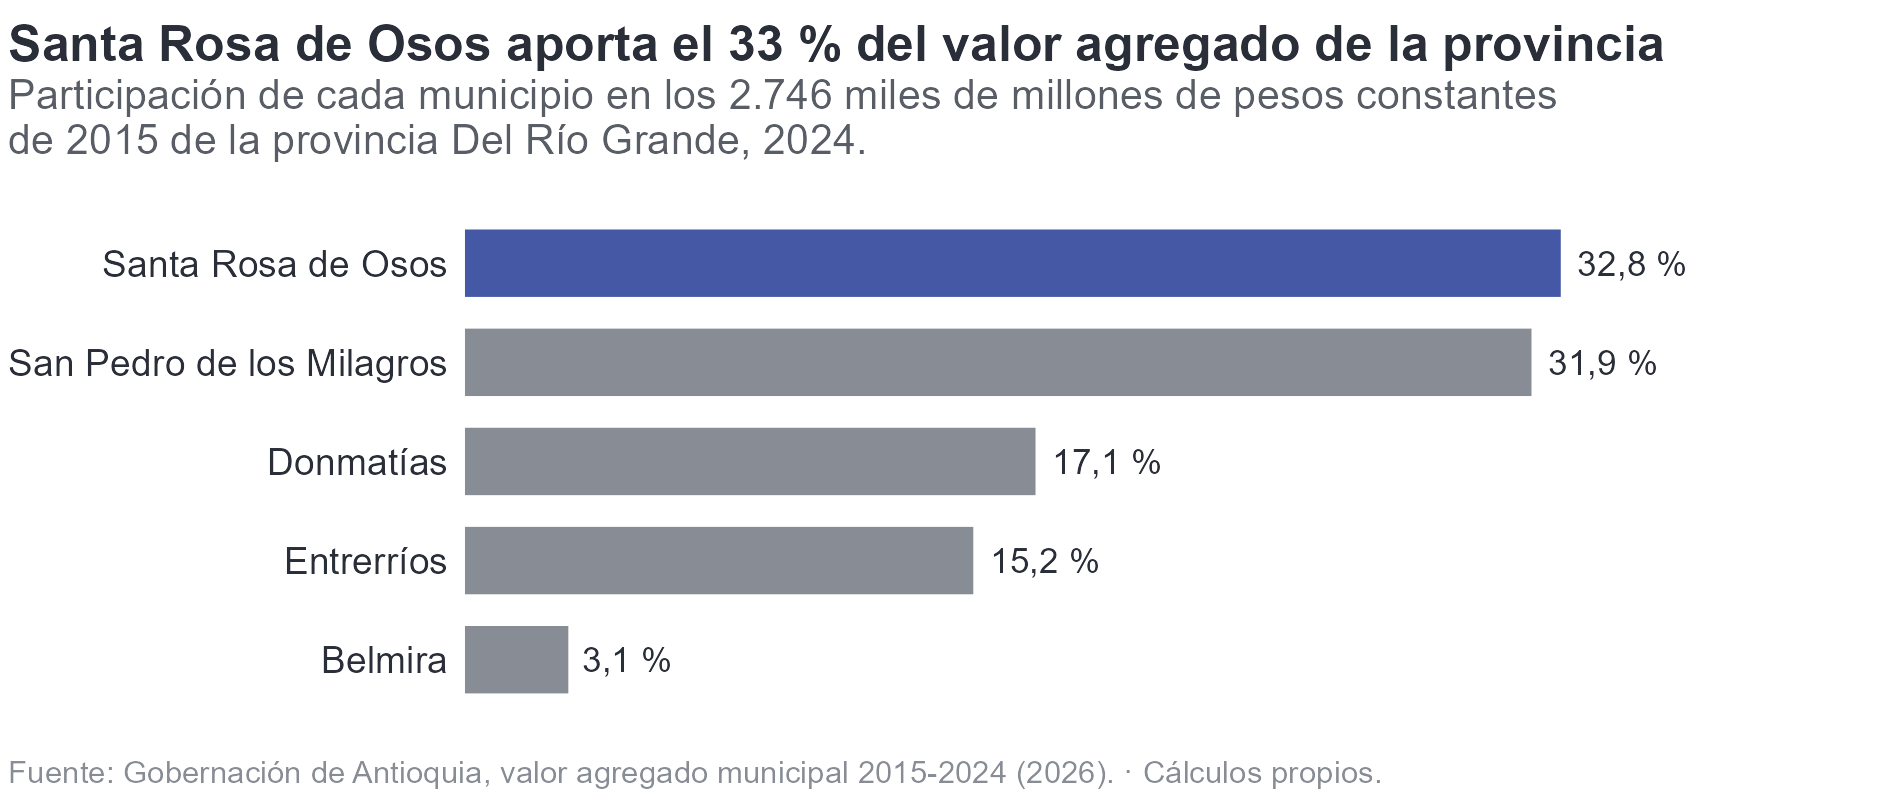 Santa Rosa de Osos aporta el 33 % del valor agregado de la provincia
Participación de cada municipio en los 2.746 miles de millones de pesos constantes
de 2015 de la provincia Del Río Grande, 2024.
Santa Rosa de Osos 32,8 %
San Pedro de los Milagros 31,9 %
Donmatías 17,1 %
Entrerríos 15,2 %
Belmira 3,1 %
Fuente: Gobernación de Antioquia, valor agregado municipal 2015-2024 (2026). · Cálculos propios.